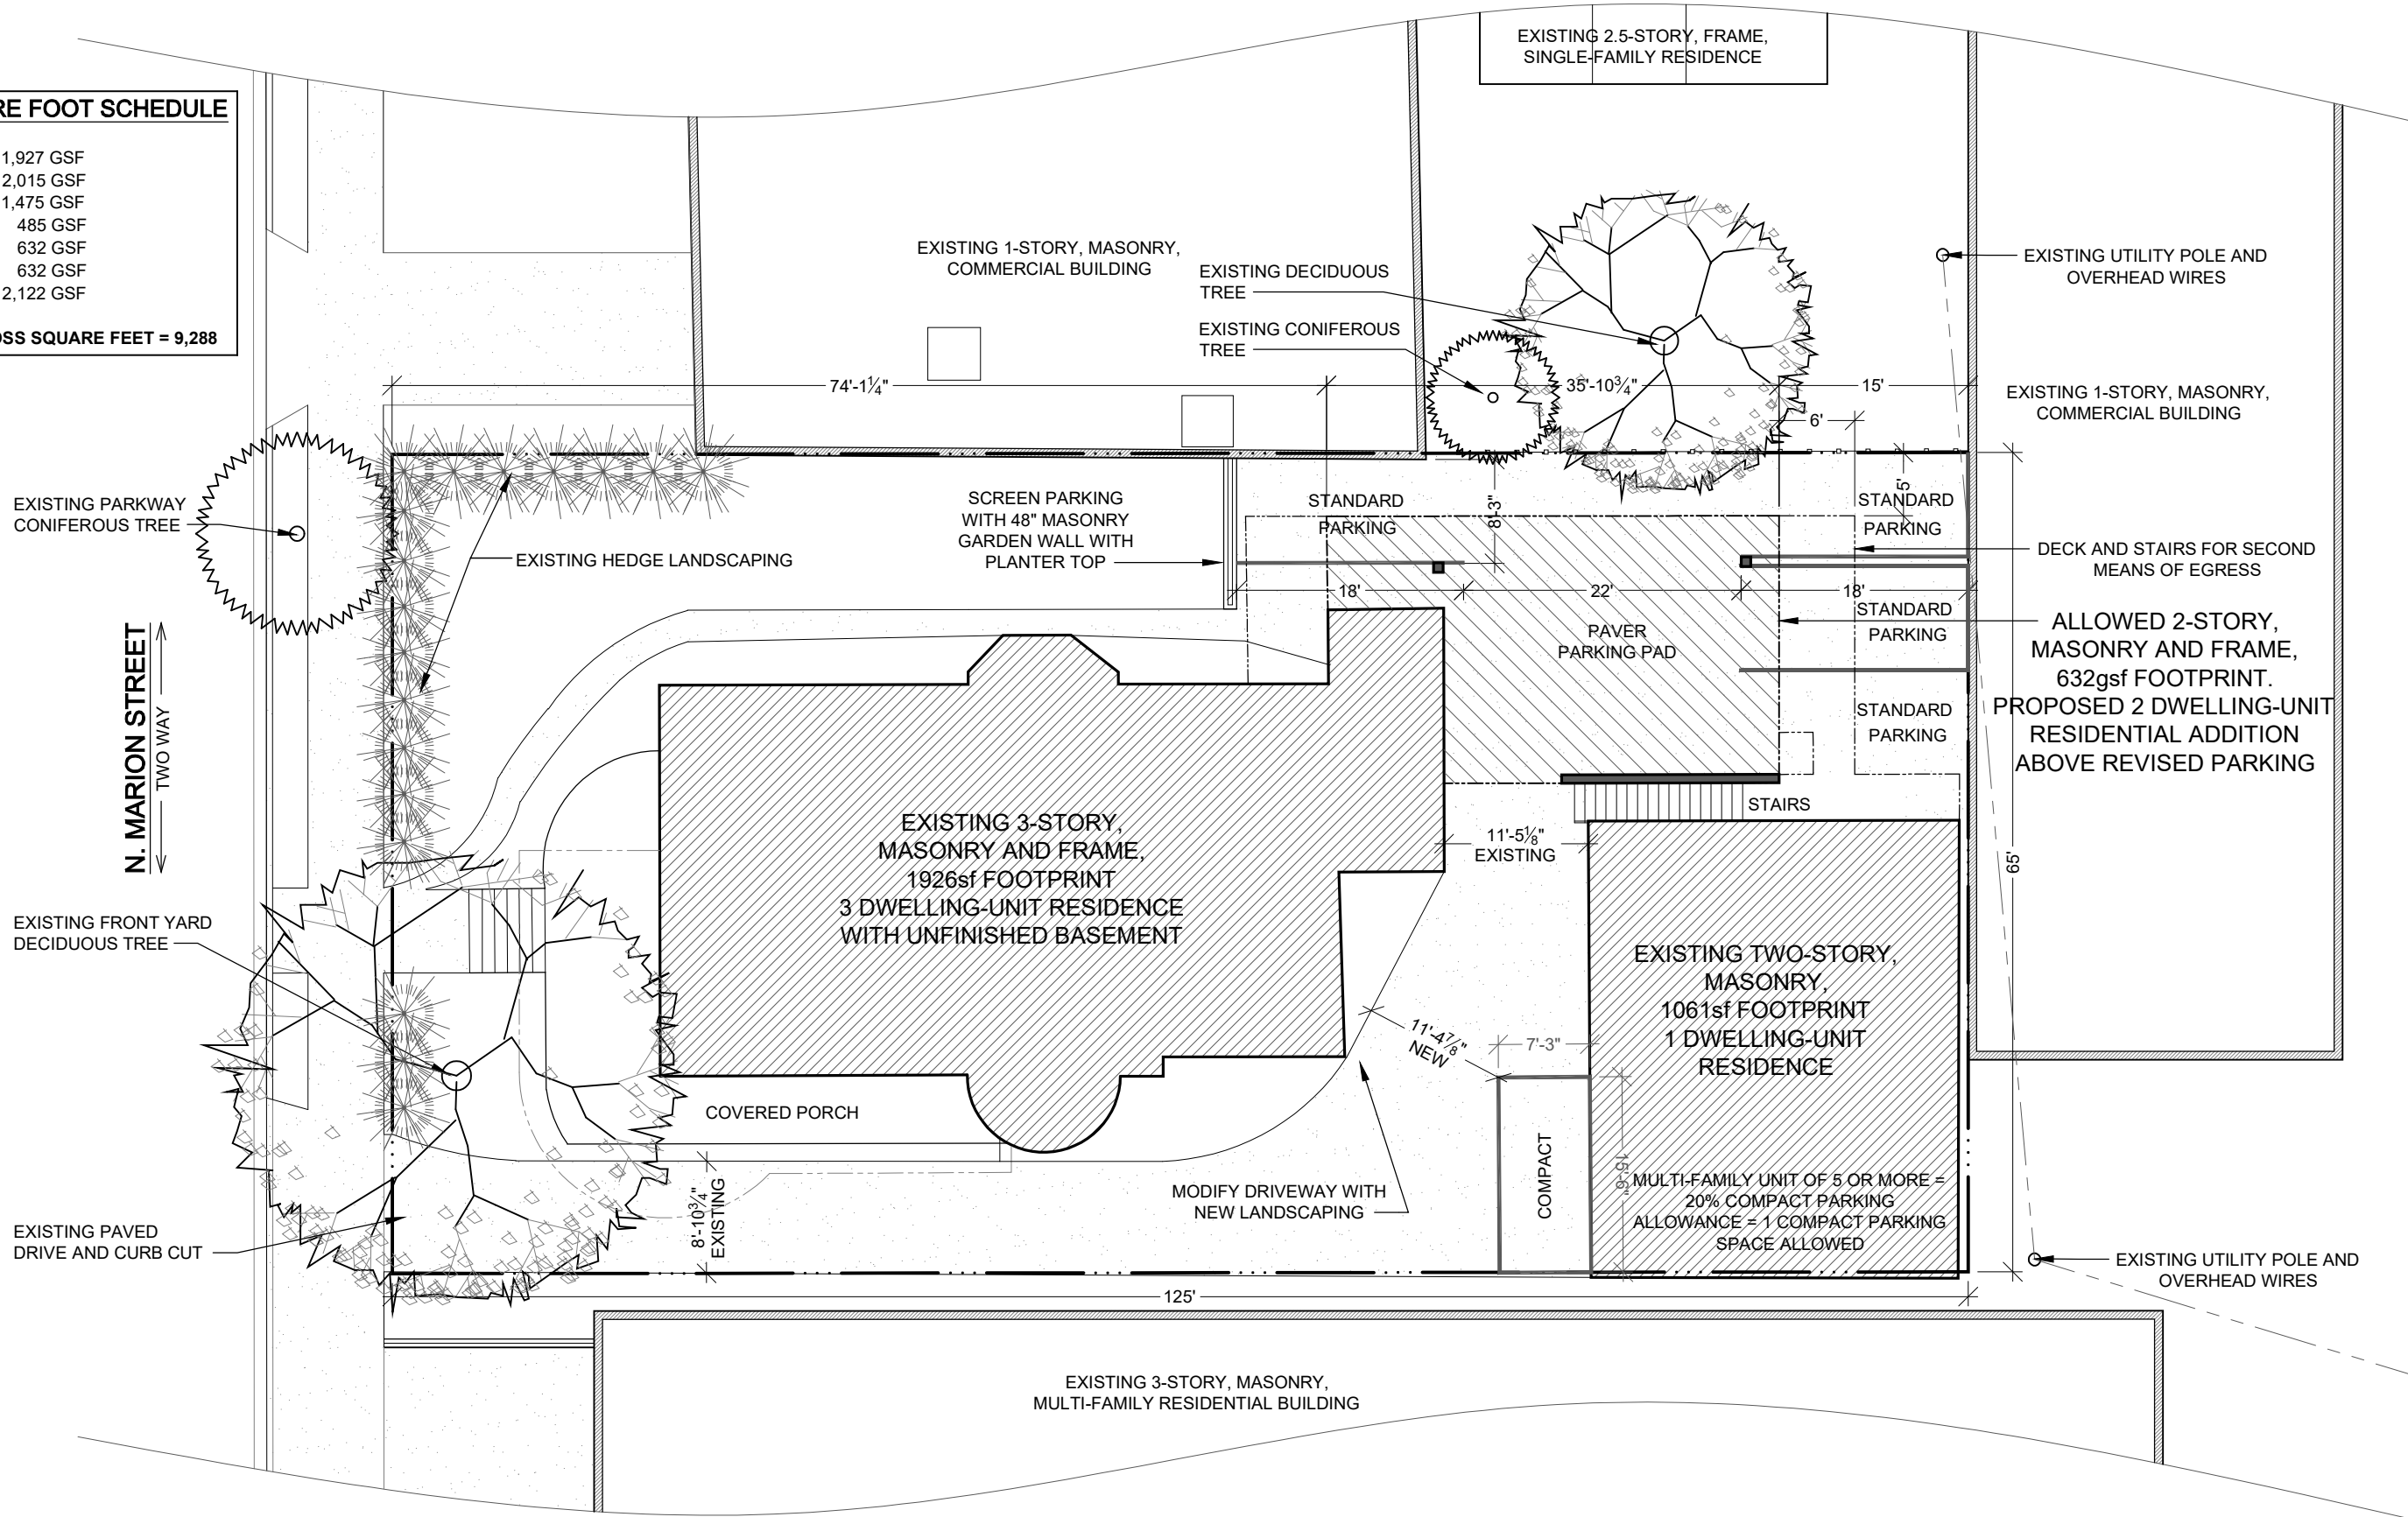 EXISTING 2.5-STORY, FRAME,
SINGLE-FAMILY RESIDENCE
RE FOOT SCHEDULE
1,927 GSF
2,015 GSF
1,475 GSF
485 GSF
632 GSF
632 GSF
2,122 GSF
OSS SQUARE FEET = 9,288
EXISTING 1-STORY, MASONRY,
COMMERCIAL BUILDING
EXISTING DECIDUOUS
TREE
EXISTING CONIFEROUS
TREE
EXISTING UTILITY POLE AND
OVERHEAD WIRES
74'-1¼"
35'-10¾"
15'
6'
EXISTING 1-STORY, MASONRY,
COMMERCIAL BUILDING
EXISTING PARKWAY
CONIFEROUS TREE
EXISTING HEDGE LANDSCAPING
SCREEN PARKING
WITH 48" MASONRY
GARDEN WALL WITH
PLANTER TOP
STANDARD
PARKING
8'-3"
5'
STANDARD
PARKING
DECK AND STAIRS FOR SECOND
MEANS OF EGRESS
18'
22'
18'
STANDARD
PARKING
PAVER
PARKING PAD
ALLOWED 2-STORY,
MASONRY AND FRAME,
632gsf FOOTPRINT.
PROPOSED 2 DWELLING-UNIT
RESIDENTIAL ADDITION
ABOVE REVISED PARKING
STANDARD
PARKING
N. MARION STREET
TWO WAY
STAIRS
EXISTING 3-STORY,
MASONRY AND FRAME,
1926sf FOOTPRINT
3 DWELLING-UNIT RESIDENCE
WITH UNFINISHED BASEMENT
11'-5⅛"
EXISTING
65'
EXISTING FRONT YARD
DECIDUOUS TREE
EXISTING TWO-STORY,
MASONRY,
1061sf FOOTPRINT
1 DWELLING-UNIT
RESIDENCE
11'-4⅞"
NEW
7'-3"
COVERED PORCH
COMPACT
15'-6"
MULTI-FAMILY UNIT OF 5 OR MORE =
20% COMPACT PARKING
ALLOWANCE = 1 COMPACT PARKING
SPACE ALLOWED
MODIFY DRIVEWAY WITH
NEW LANDSCAPING
8'-10¾"
EXISTING
EXISTING PAVED
DRIVE AND CURB CUT
EXISTING UTILITY POLE AND
OVERHEAD WIRES
125'
EXISTING 3-STORY, MASONRY,
MULTI-FAMILY RESIDENTIAL BUILDING